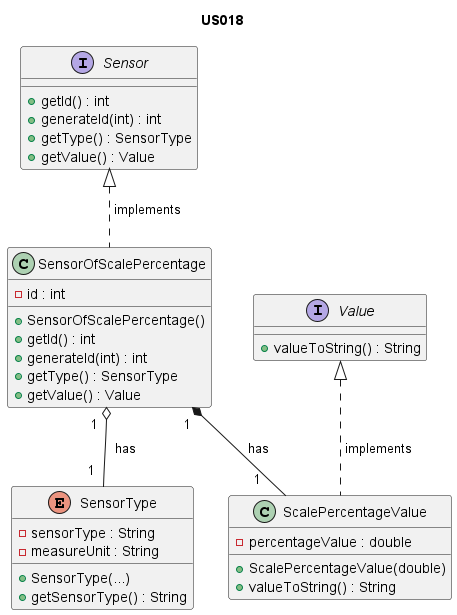 US018
I Sensor
getId() : int
generateId(int) : int
getType() : SensorType
getValue() : Value
implements
C SensorOfScalePercentage
id : int
SensorOfScalePercentage()
getId() : int
generateId(int) : int
getType() : SensorType
getValue() : Value
I Value
valueToString() : String
1
has
1
1
has
1
implements
E SensorType
sensorType : String
measureUnit : String
SensorType(...)
getSensorType() : String
C ScalePercentageValue
percentageValue : double
ScalePercentageValue(double)
valueToString() : String